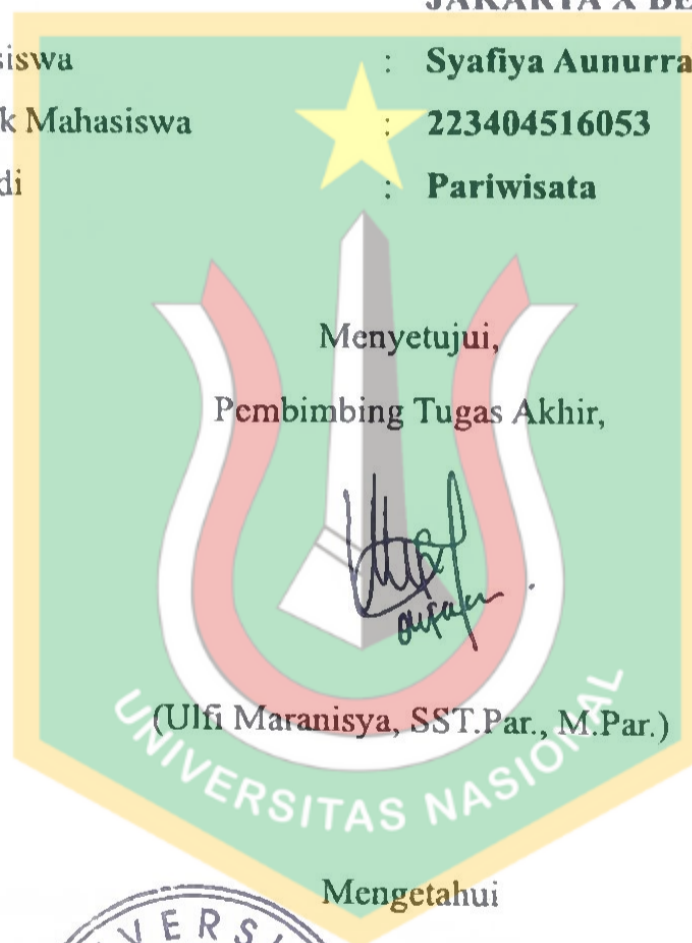 JAKARTA X BE
siswa : Syafiya Aunurra
k Mahasiswa : 223404516053
di : Pariwisata
Menyetujui,
Pembimbing Tugas Akhir,
(Ulfi Maranisya, SST.Par., M.Par.)
UNIVERSITAS NASIONAL
Mengetahui
VERSI